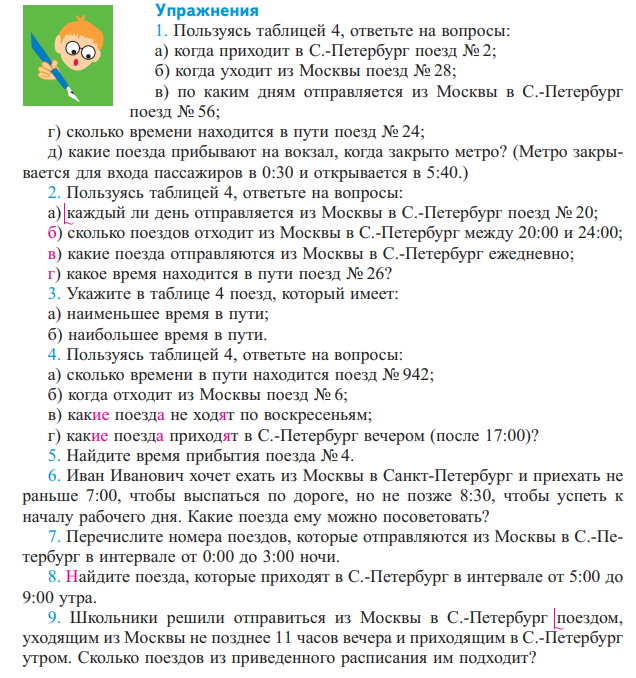 Упражнения
1. Пользуясь таблицей 4, ответьте на вопросы:
а) когда приходит в С.-Петербург поезд № 2;
б) когда уходит из Москвы поезд № 28;
в) по каким дням отправляется из Москвы в С.-Петербург
поезд № 56;
г) сколько времени находится в пути поезд № 24;
д) какие поезда прибывают на вокзал, когда закрыто метро? (Метро закры-
вается для входа пассажиров в 0:30 и открывается в 5:40.)
2. Пользуясь таблицей 4, ответьте на вопросы:
а) каждый ли день отправляется из Москвы в С.-Петербург поезд № 20;
б) сколько поездов отходит из Москвы в С.-Петербург между 20:00 и 24:00;
в) какие поезда отправляются из Москвы в С.-Петербург ежедневно;
г) какое время находится в пути поезд № 26?
3. Укажите в таблице 4 поезд, который имеет:
а) наименьшее время в пути;
б) наибольшее время в пути.
4. Пользуясь таблицей 4, ответьте на вопросы:
а) сколько времени в пути находится поезд № 942;
б) когда отходит из Москвы поезд № 6;
в) какие поезда не ходят по воскресеньям;
г) какие поезда приходят в С.-Петербург вечером (после 17:00)?
5. Найдите время прибытия поезда № 4.
6. Иван Иванович хочет ехать из Москвы в Санкт-Петербург и приехать не
раньше 7:00, чтобы выспаться по дороге, но не позже 8:30, чтобы успеть к
началу рабочего дня. Какие поезда ему можно посоветовать?
7. Перечислите номера поездов, которые отправляются из Москвы в С.-Пе-
тербург в интервале от 0:00 до 3:00 ночи.
8. Найдите поезда, которые приходят в С.-Петербург в интервале от 5:00 до
9:00 утра.
9. Школьники решили отправиться из Москвы в С.-Петербург поездом,
уходящим из Москвы не позднее 11 часов вечера и приходящим в С.-Петербург
утром. Сколько поездов из приведенного расписания им подходит?